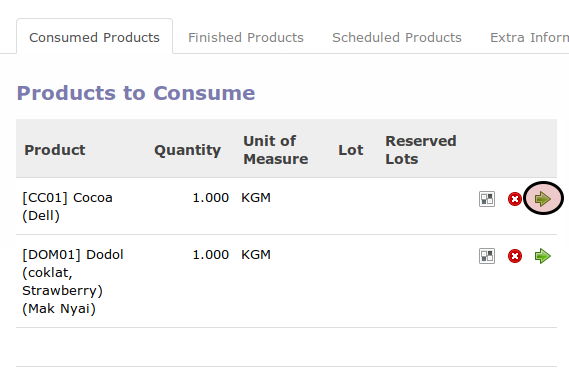 Consumed Products Finished Products Scheduled Products Extra Inforn
Products to Consume
Product Quantity Unit of Measure Lot Reserved Lots
[CC01] Cocoa 1.000 KGM
(Dell)
[DOM01] Dodol 1.000 KGM
(coklat,
Strawberry)
(Mak Nyai)